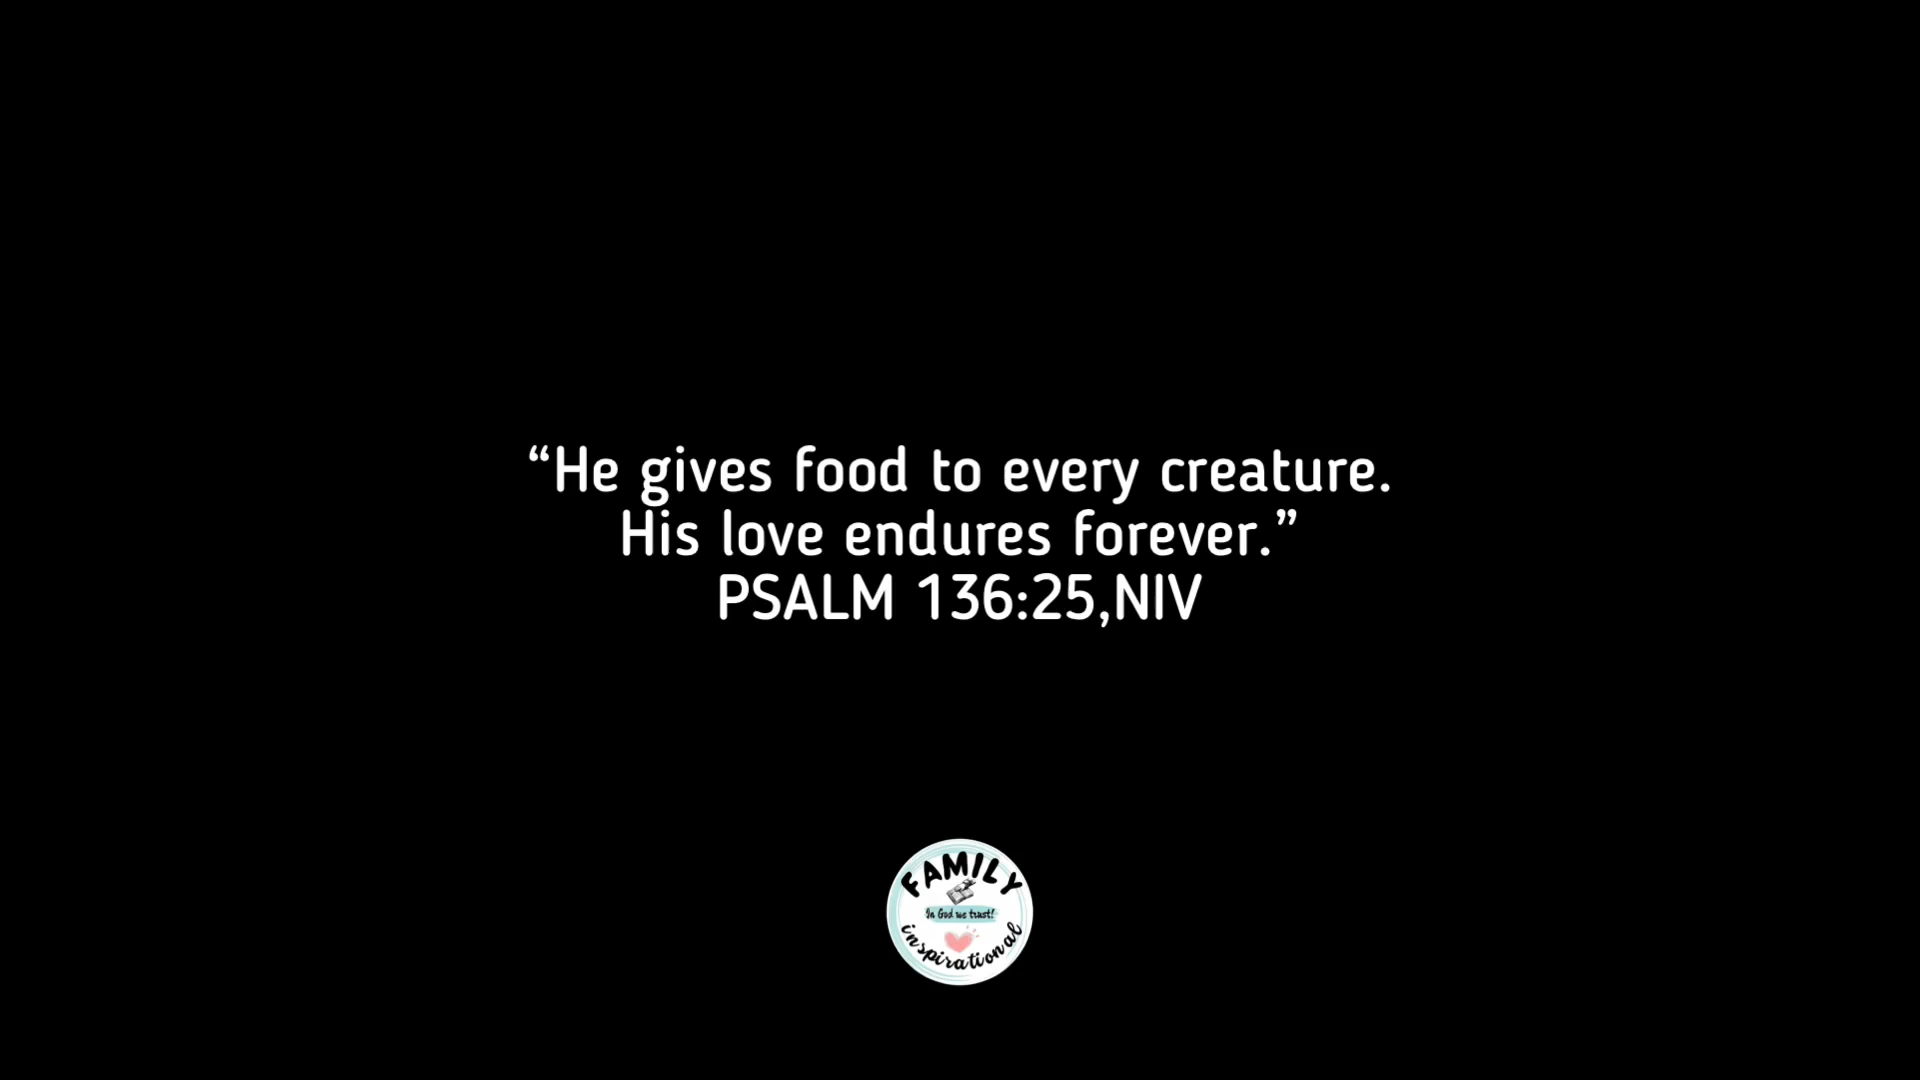 “He gives food to every creature.
His love endures forever.”
PSALM 136:25,NIV
FAMILY
In God we trust!
inspirational